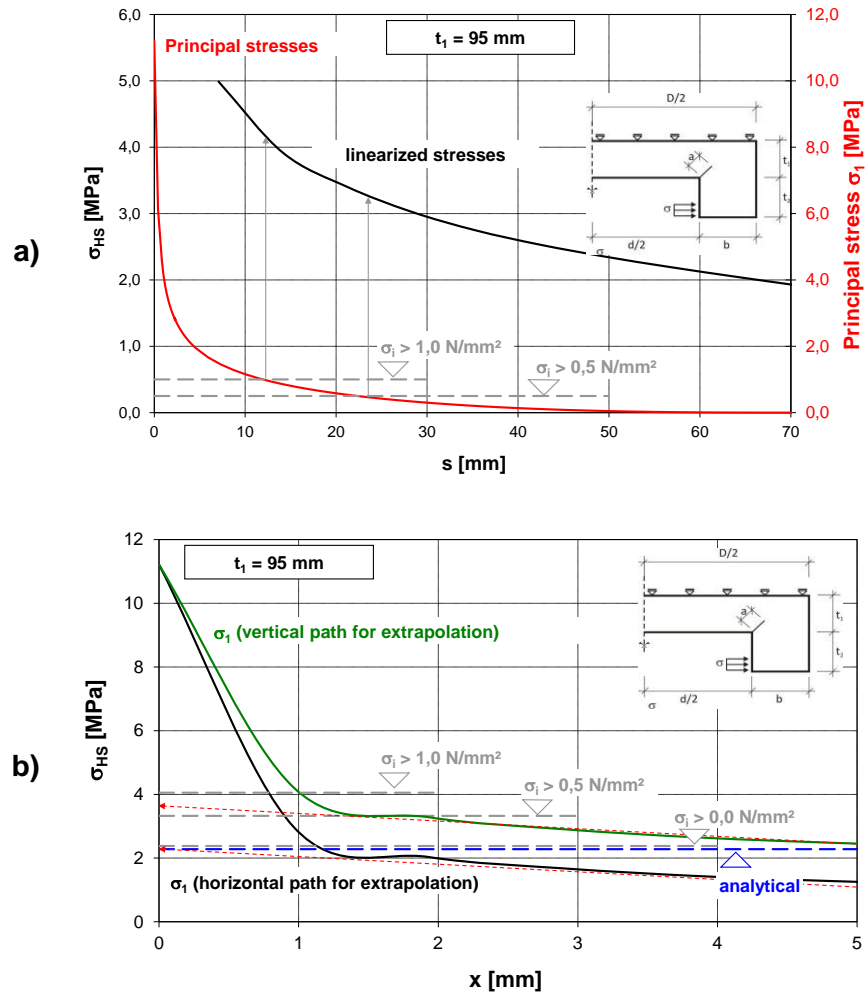 6,0
5,0
4,0
3,0
2,0
1,0
0,0
σHS [MPa]
a)
Principal stresses
t1 = 95 mm
linearized stresses
σi > 1,0 N/mm²
σi > 0,5 N/mm²
D/2
a
t1
t2
σ
d/2
b
σ
12,0
10,0
8,0
6,0
4,0
2,0
0,0
Principal stress σ1 [MPa]
0 10 20 30 40 50 60 70
s [mm]
12
10
8
6
4
2
0
σHS [MPa]
b)
t1 = 95 mm
σ1 (vertical path for extrapolation)
σi > 1,0 N/mm²
σi > 0,5 N/mm²
σi > 0,0 N/mm²
σ1 (horizontal path for extrapolation)
analytical
D/2
a
t1
σ
d/2
b
σ
0 1 2 3 4 5
x [mm]